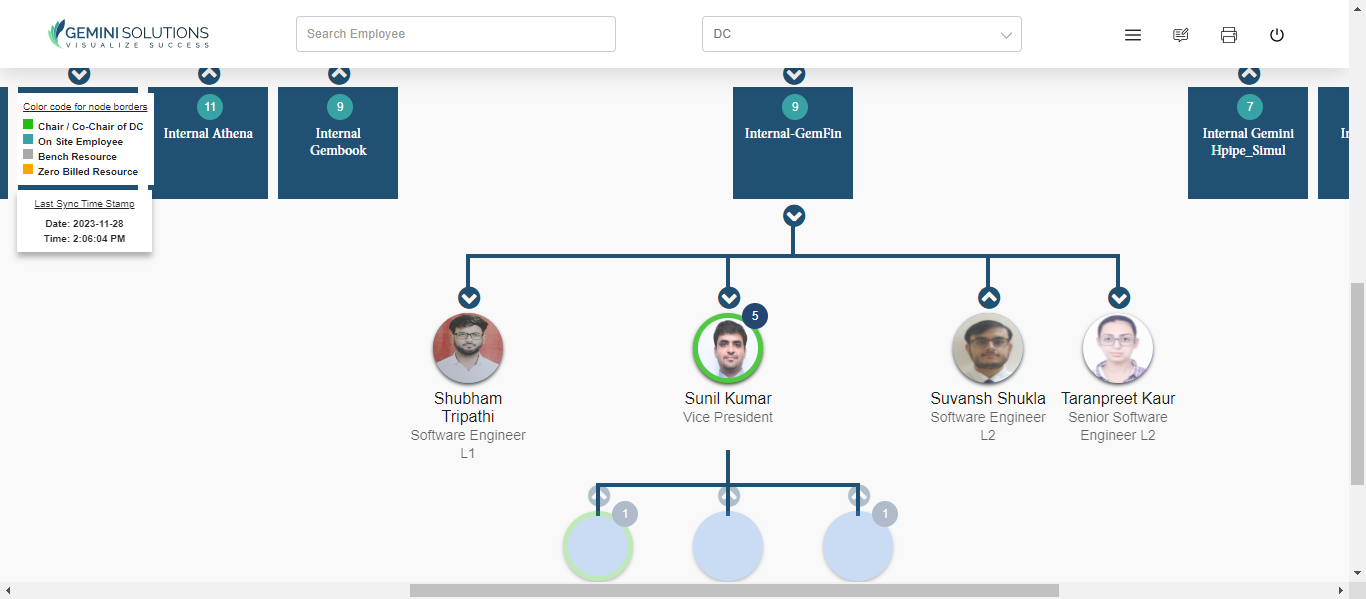 GEMINI SOLUTIONS
VISUALIZE SUCCESS
Search Employee
DC
Color code for node borders
Chair / Co-Chair of DC
On Site Employee
Bench Resource
Zero Billed Resource
Last Sync Time Stamp
Date: 2023-11-28
Time: 2:06:04 PM
11
Internal Athena
9
Internal
Gembook
9
Internal-GemFin
7
Internal Gemini
Hpipe_Simul
Shubham
Tripathi
Software Engineer
L1
5
Sunil Kumar
Vice President
Suvansh Shukla
Software Engineer
L2
Taranpreet Kaur
Senior Software
Engineer L2
1
1